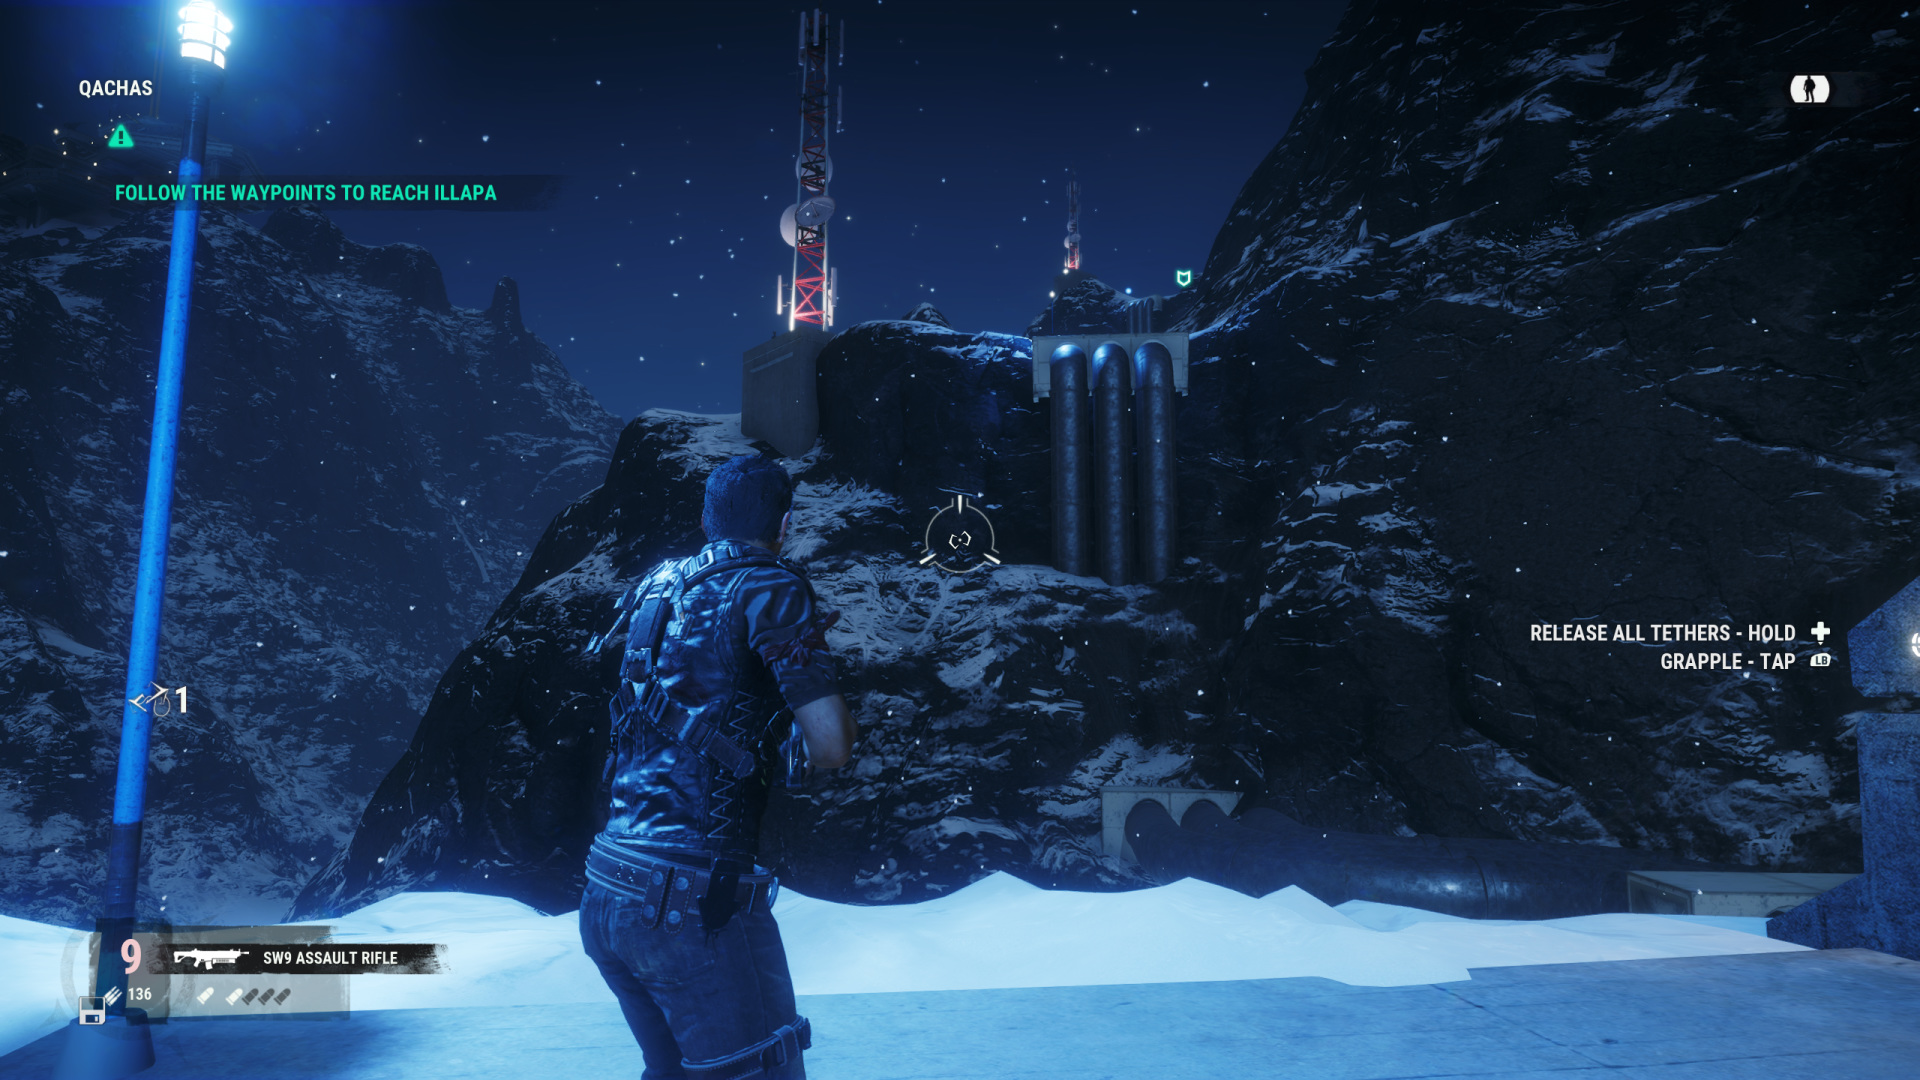 QACHAS
FOLLOW THE WAYPOINTS TO REACH ILLAPA
RELEASE ALL TETHERS - HOLD
GRAPPLE - TAP LB
1
9 SW9 ASSAULT RIFLE
136